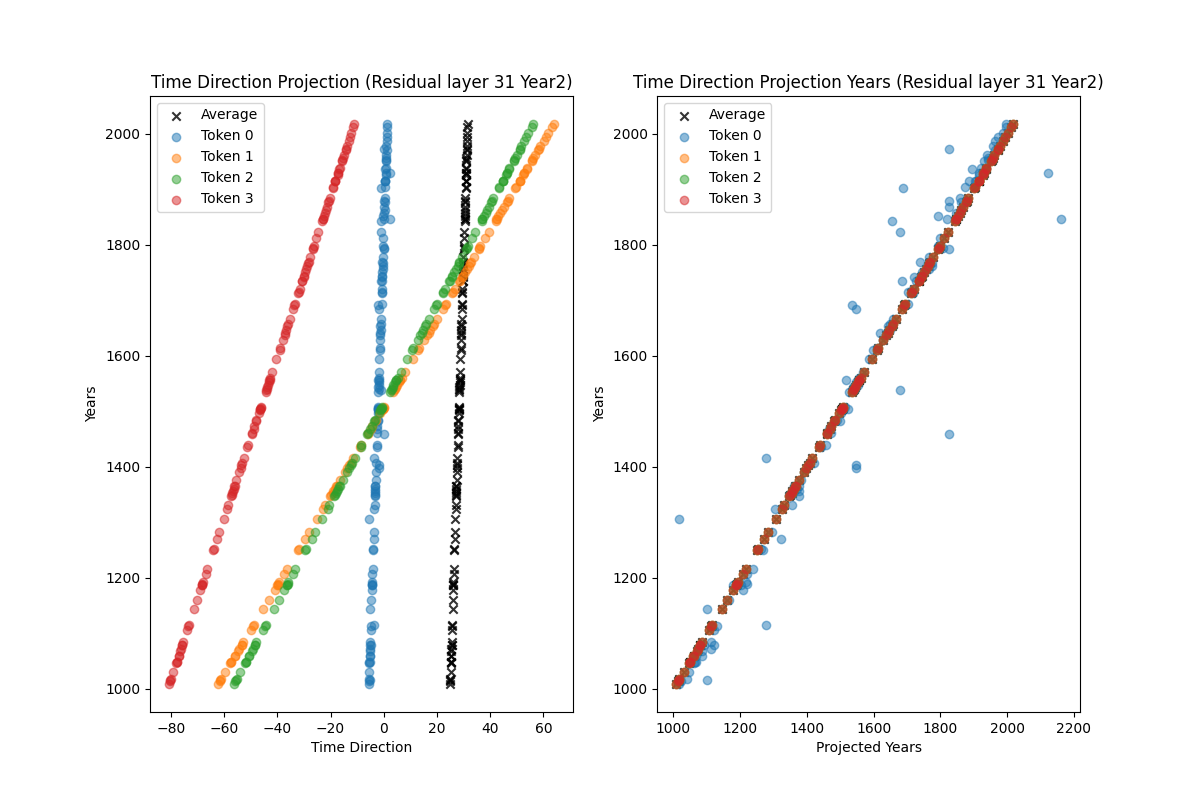 Time Direction Projection (Residual layer 31 Year2)
Average
Token 0
Token 1
Token 2
Token 3
2000
1800
1600
1400
1200
1000
Years
−80
−60
−40
−20
0
20
40
60
Time Direction
Time Direction Projection Years (Residual layer 31 Year2)
Average
Token 0
Token 1
Token 2
Token 3
2000
1800
1600
1400
1200
1000
Years
1000
1200
1400
1600
1800
2000
2200
Projected Years